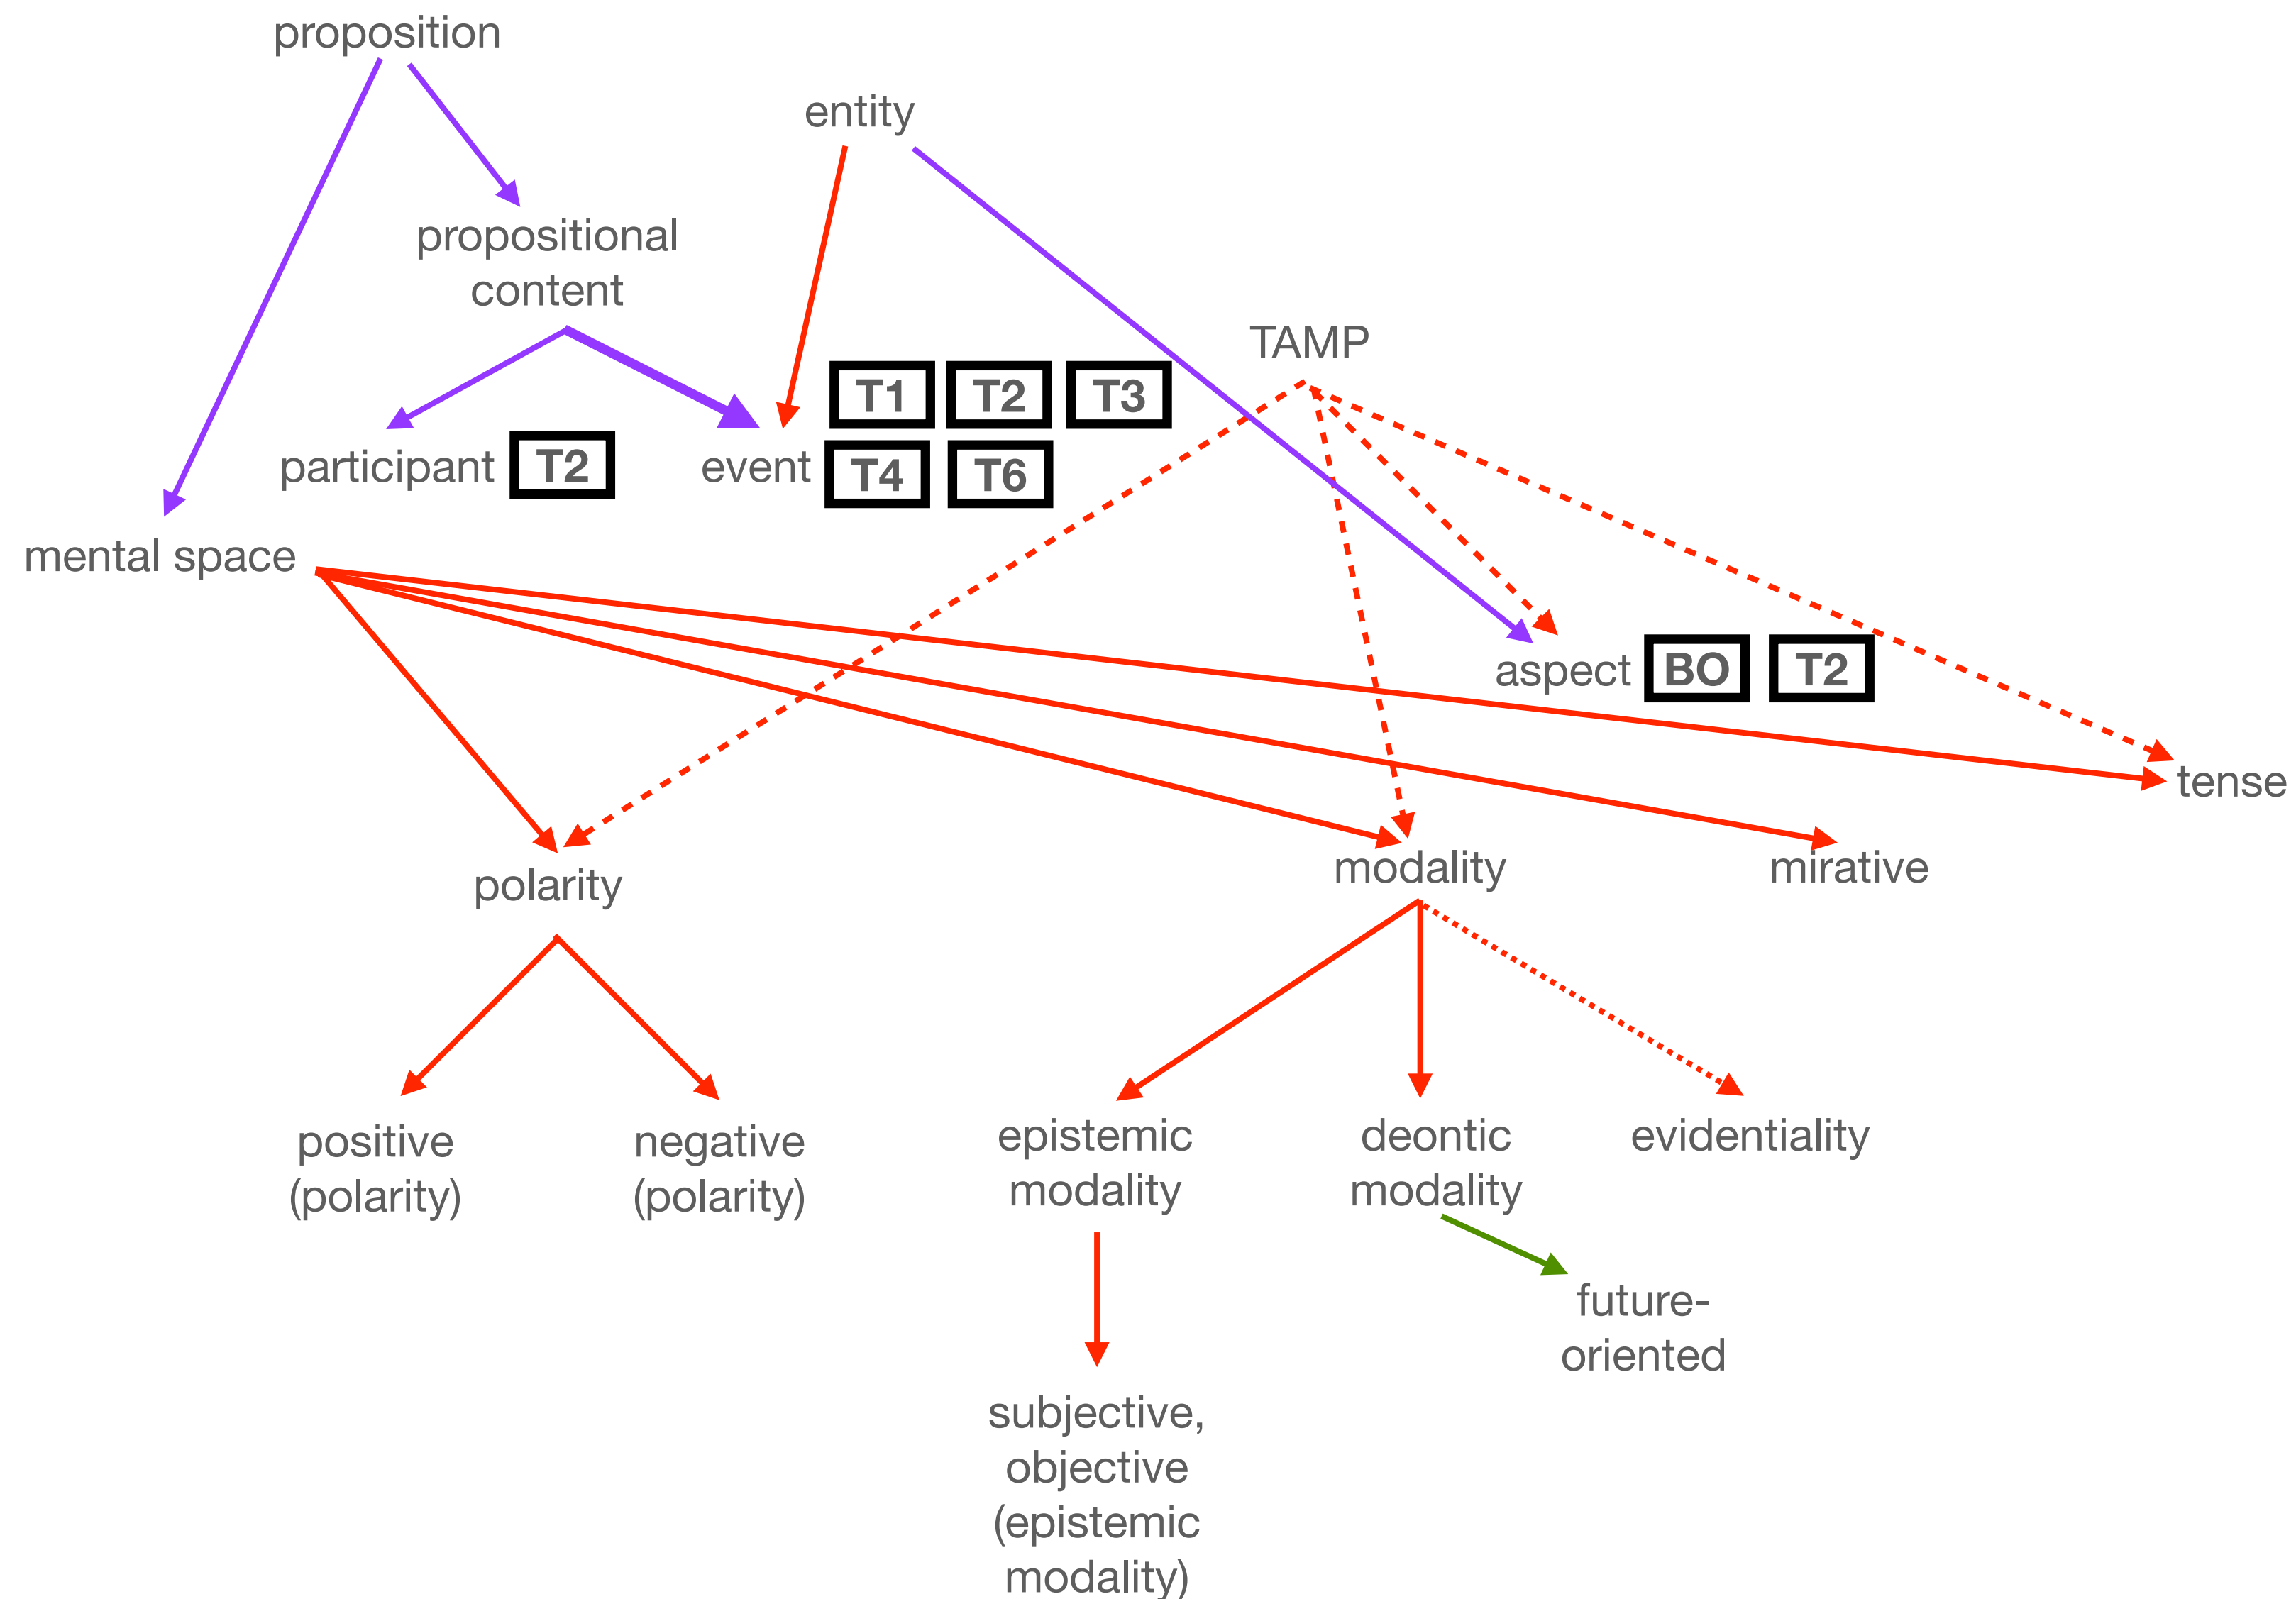 proposition
entity
propositional
content
TAMP
T1 T2 T3
participant T2
event T4 T6
mental space
aspect BO T2
tense
polarity
modality
mirative
positive
(polarity)
negative
(polarity)
epistemic
modality
deontic
modality
evidentiality
future-
oriented
subjective,
objective
(epistemic
modality)